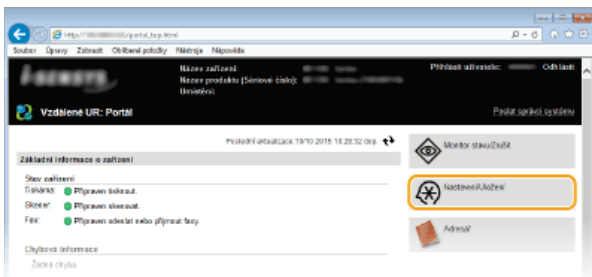 http:// /portal_top.html
Soubor Úpravy Zobrazit Oblíbené položky Nástroje Nápověda
Název zařízení:
Název produktu (Sériové číslo):
Umístění:
Přihlásit uživatele: Odhlásit
Vzdálené UR: Portál
Poslat správci systému
Poslední aktualizace: 10/10 2015 10:28:32 dop.
Základní informace o zařízení
Stav zařízení
Tiskárna: Připraven tisknout.
Skener: Připraven skenovat.
Fax: Připraven odeslat nebo přijmout faxy.
Chybové informace
Žádná chyba.
Monitor stavu/Zrušit
Nastavení/Uložení
Adresář